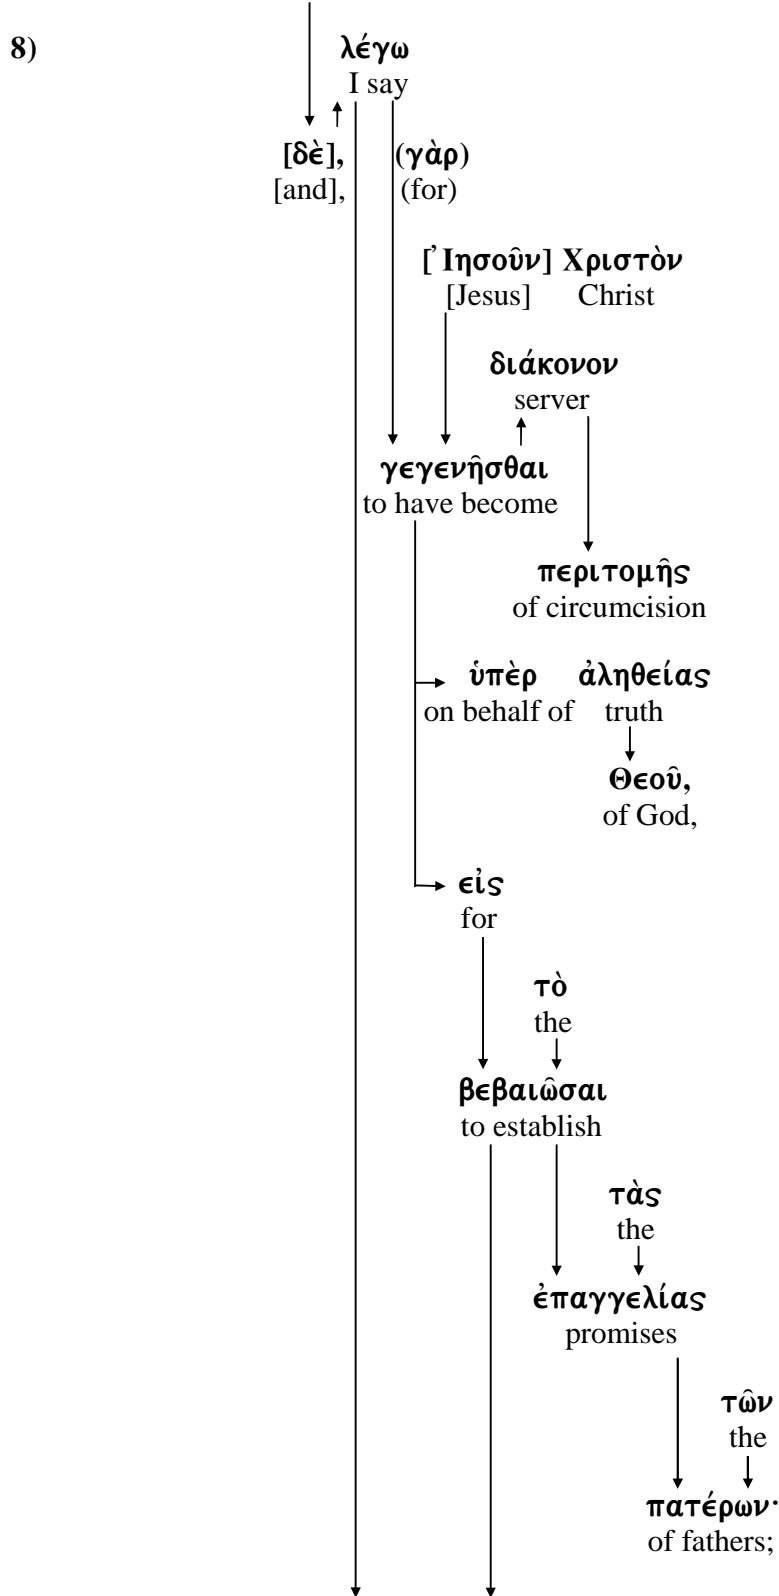 8) λέγω
I say
[δὲ], (γὰρ)
[and], (for)
[᾿Ιησοῦν] Χριστὸν
[Jesus] Christ
διάκονον
server
γεγενῆσθαι
to have become
περιτομῆς
of circumcision
ὑπὲρ ἀληθείας
on behalf of truth
Θεοῦ,
of God,
εἰς
for
τὸ
the
βεβαιῶσαι
to establish
τὰς
the
ἐπαγγελίας
promises
τῶν
the
πατέρων·
of fathers;